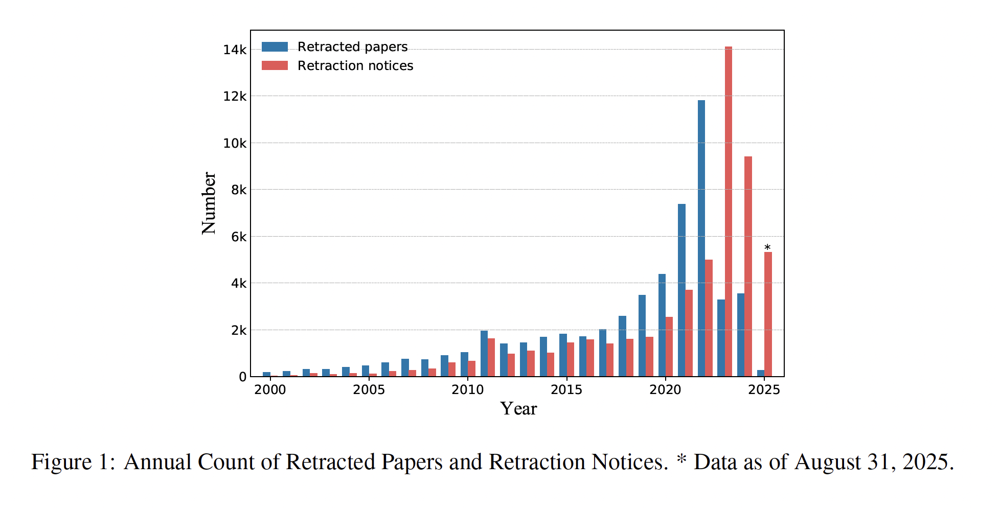 Retracted papers
Retraction notices
14k
12k
10k
8k
6k
4k
2k
0
Number
*
2000 2005 2010 2015 2020 2025
Year
Figure 1: Annual Count of Retracted Papers and Retraction Notices. * Data as of August 31, 2025.